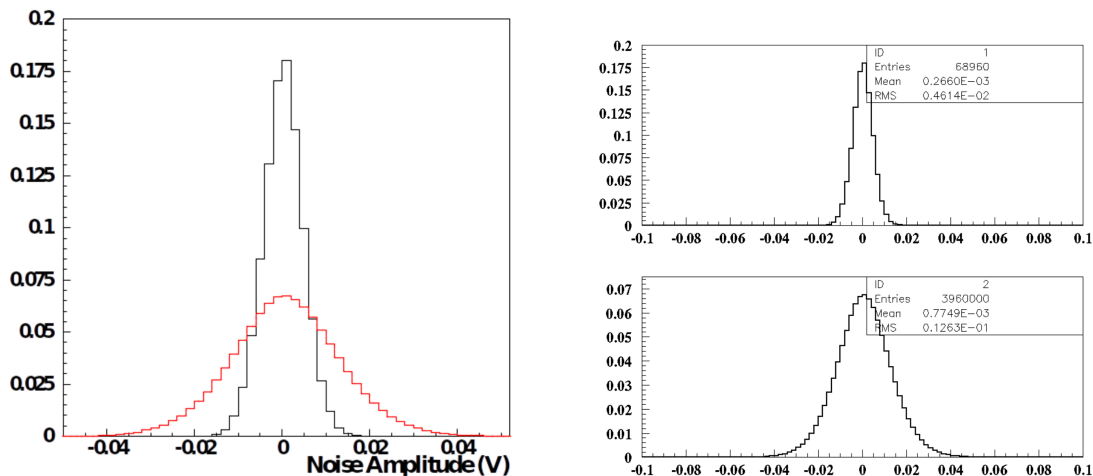 0.2
0.175
0.15
0.125
0.1
0.075
0.05
0.025
0
-0.04 -0.02 0 0.02 0.04
Noise Amplitude (V)
0.2
0.175
0.15
0.125
0.1
0.075
0.05
0.025
0
-0.1 -0.08 -0.06 -0.04 -0.02 0 0.02 0.04 0.06 0.08 0.1
ID 1
Entries 68960
Mean 0.2660E-03
RMS 0.4614E-02
0.07
0.06
0.05
0.04
0.03
0.02
0.01
0
-0.1 -0.08 -0.06 -0.04 -0.02 0 0.02 0.04 0.06 0.08 0.1
ID 2
Entries 3960000
Mean 0.7749E-03
RMS 0.1263E-01